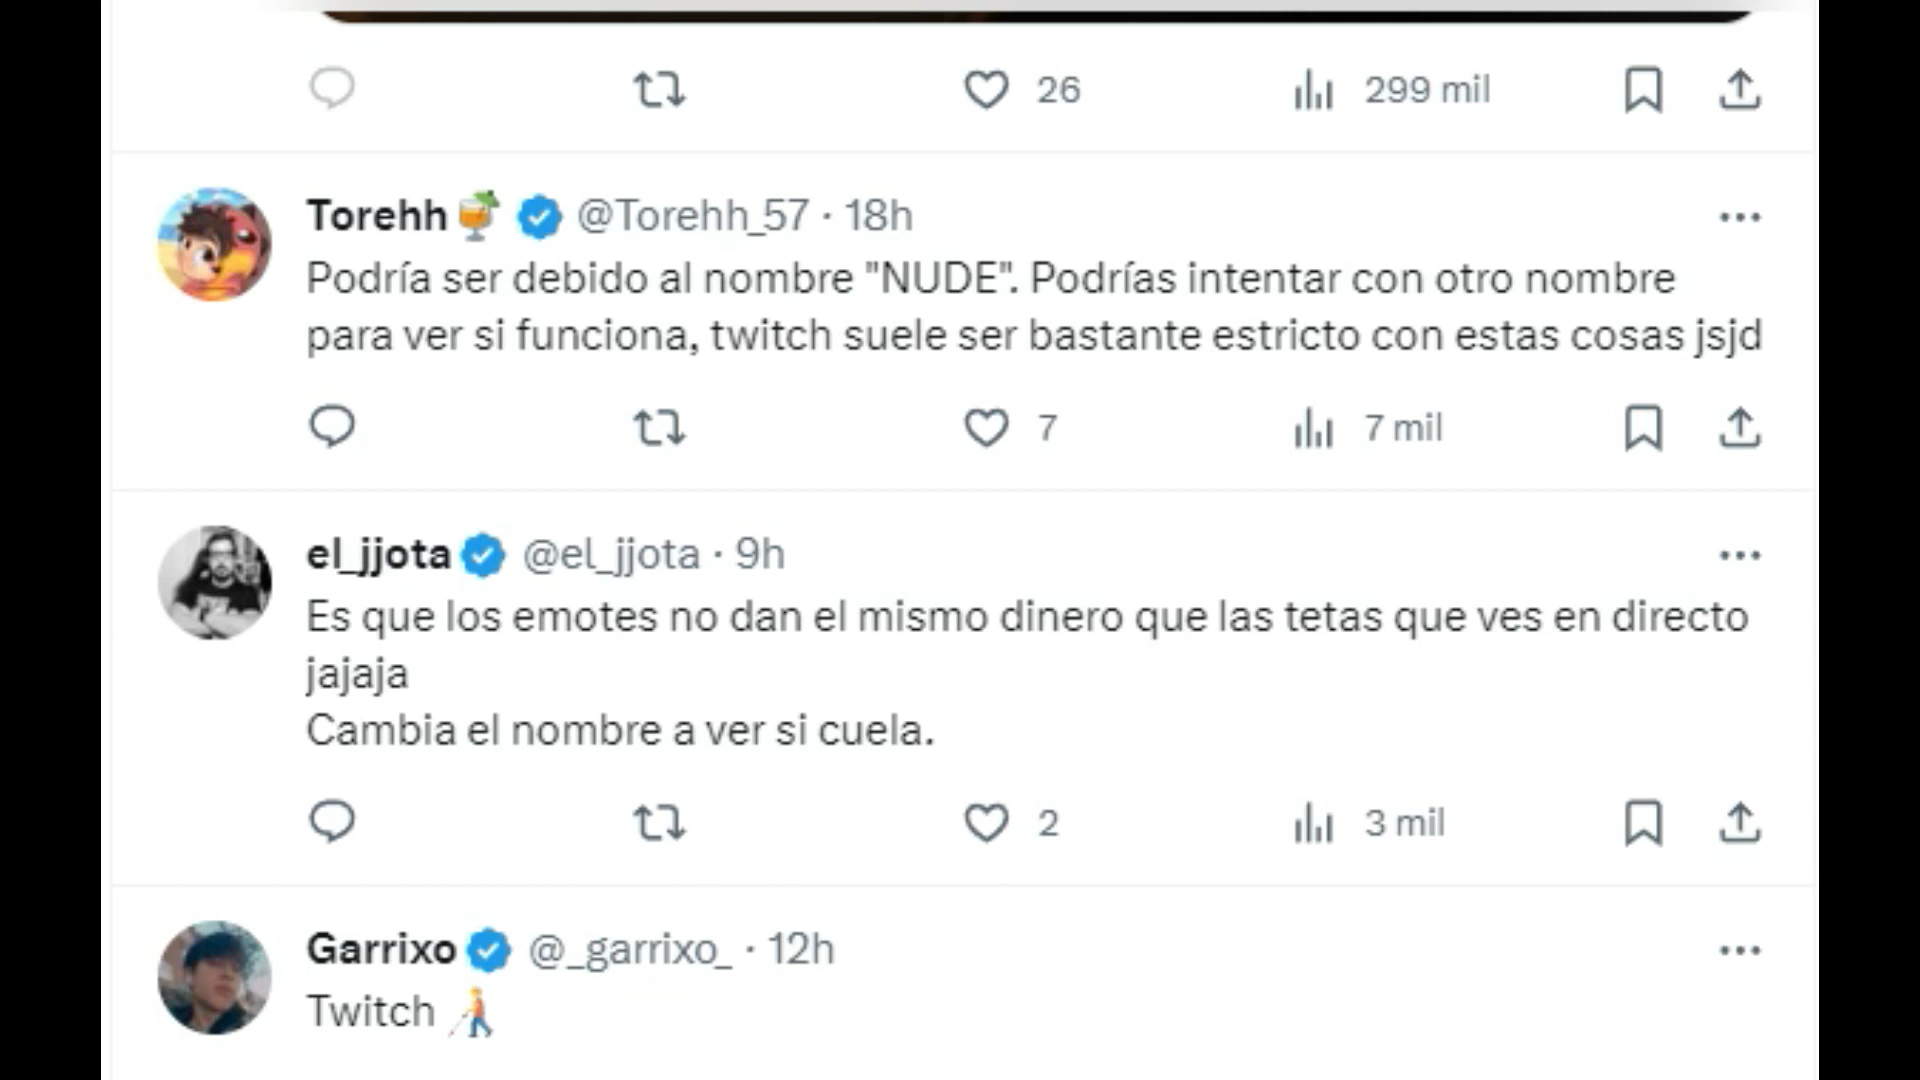 26 299 mil
Torehh @Torehh_57 · 18h
Podría ser debido al nombre "NUDE". Podrías intentar con otro nombre
para ver si funciona, twitch suele ser bastante estricto con estas cosas jsjd
7 7 mil
el_jjota @el_jjota · 9h
Es que los emotes no dan el mismo dinero que las tetas que ves en directo
jajaja
Cambia el nombre a ver si cuela.
2 3 mil
Garrixo @_garrixo_ · 12h
Twitch